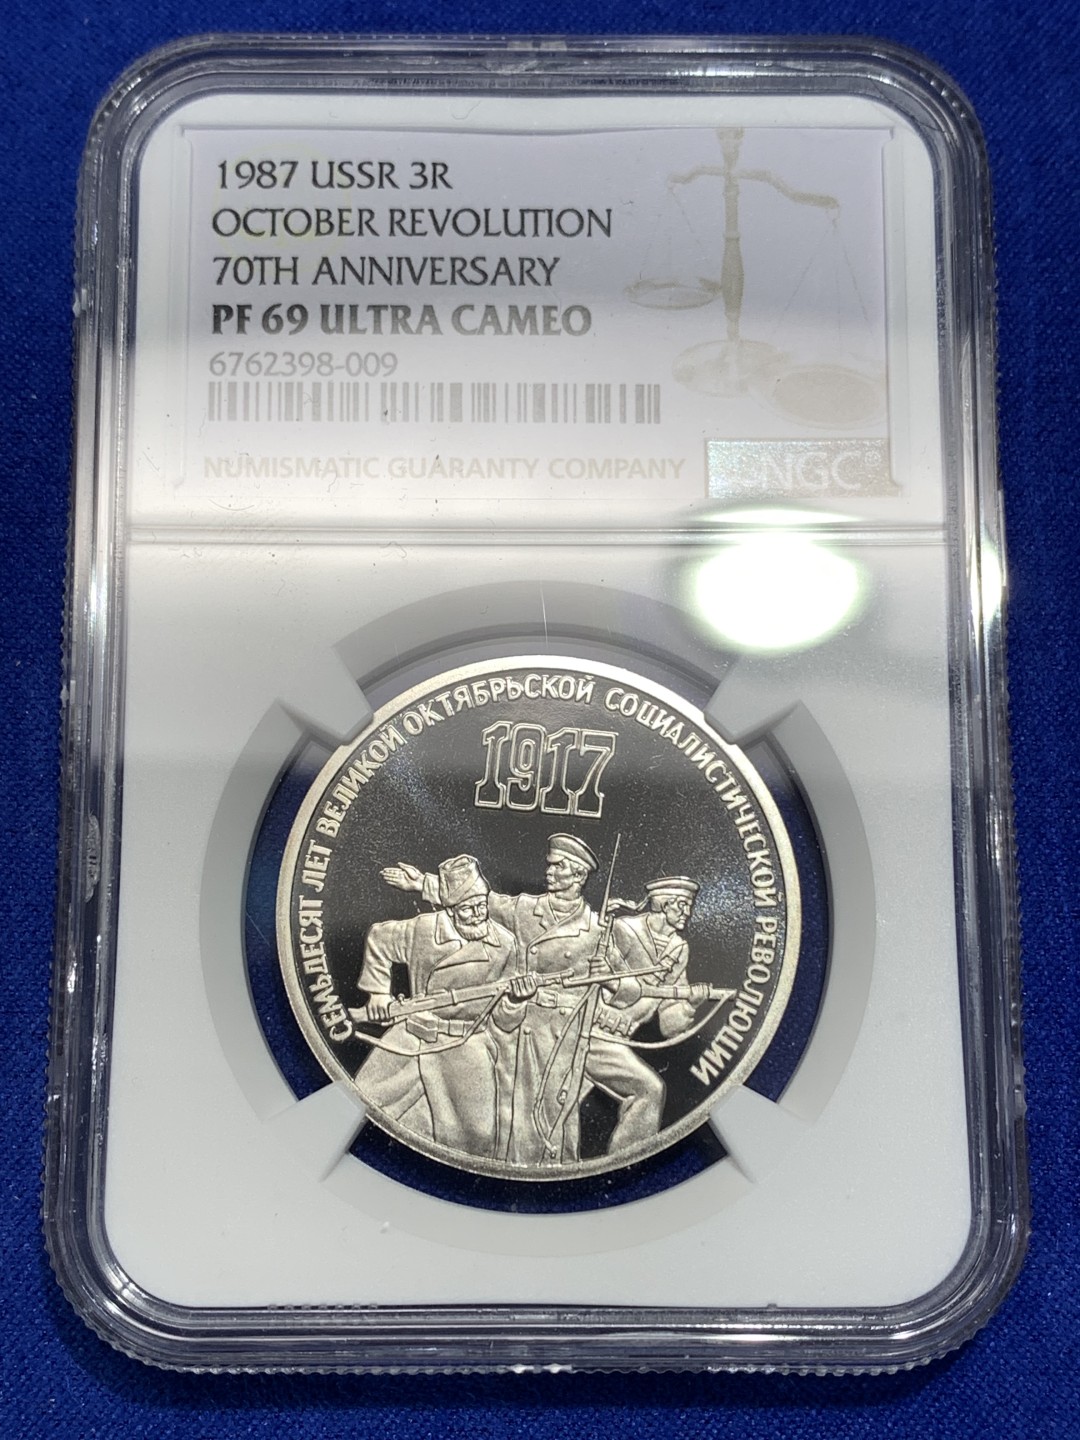 1987 USSR 3R
OCTOBER REVOLUTION
70TH ANNIVERSARY
PF 69 ULTRA CAMEO
6762398-009
NUMISMATIC GUARANTY COMPANY
NGC
СЕМЬДЕСЯТ ЛЕТ ВЕЛИКОЙ ОКТЯБРЬСКОЙ СОЦИАЛИСТИЧЕСКОЙ РЕВОЛЮЦИИ
1917